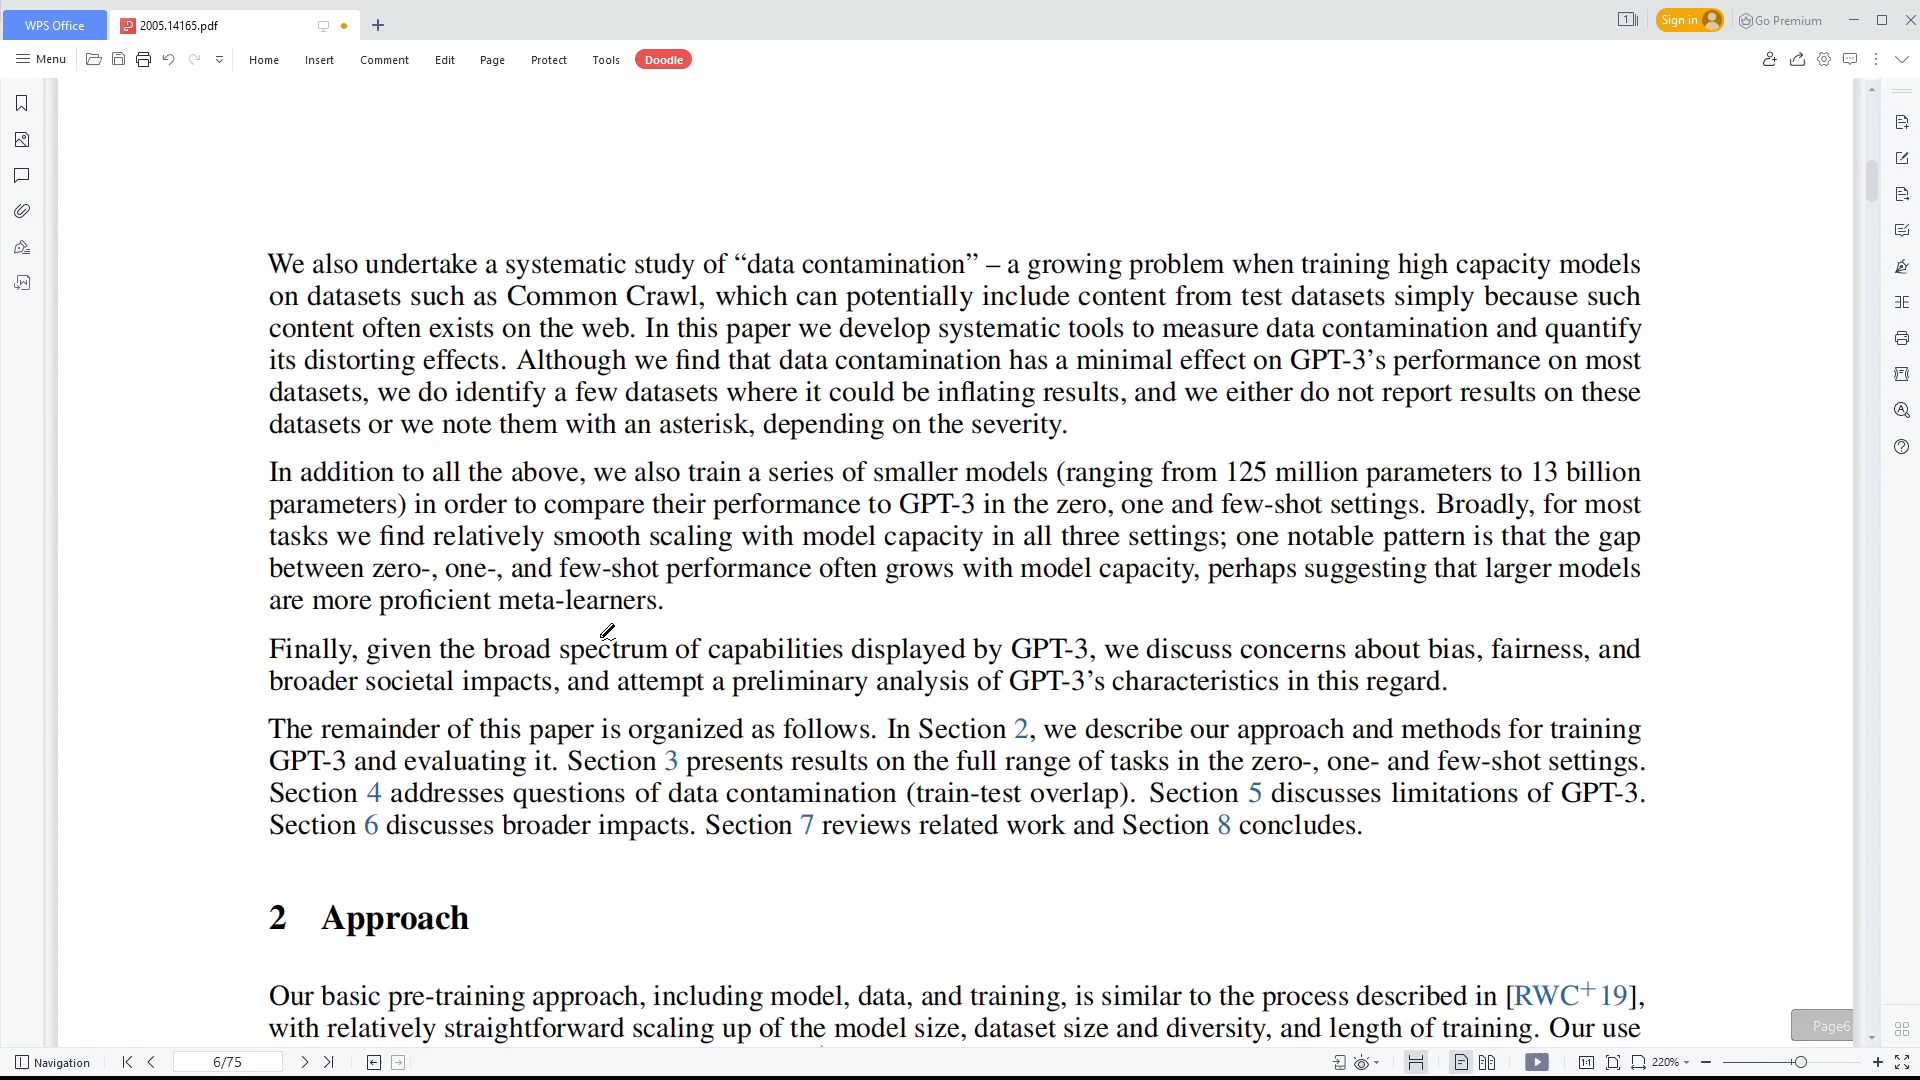 WPS Office
2005.14165.pdf
1
Sign in
Go Premium
Menu
Home
Insert
Comment
Edit
Page
Protect
Tools
Doodle
We also undertake a systematic study of “data contamination” – a growing problem when training high capacity models
on datasets such as Common Crawl, which can potentially include content from test datasets simply because such
content often exists on the web. In this paper we develop systematic tools to measure data contamination and quantify
its distorting effects. Although we find that data contamination has a minimal effect on GPT-3’s performance on most
datasets, we do identify a few datasets where it could be inflating results, and we either do not report results on these
datasets or we note them with an asterisk, depending on the severity.
In addition to all the above, we also train a series of smaller models (ranging from 125 million parameters to 13 billion
parameters) in order to compare their performance to GPT-3 in the zero, one and few-shot settings. Broadly, for most
tasks we find relatively smooth scaling with model capacity in all three settings; one notable pattern is that the gap
between zero-, one-, and few-shot performance often grows with model capacity, perhaps suggesting that larger models
are more proficient meta-learners.
Finally, given the broad spectrum of capabilities displayed by GPT-3, we discuss concerns about bias, fairness, and
broader societal impacts, and attempt a preliminary analysis of GPT-3’s characteristics in this regard.
The remainder of this paper is organized as follows. In Section 2, we describe our approach and methods for training
GPT-3 and evaluating it. Section 3 presents results on the full range of tasks in the zero-, one- and few-shot settings.
Section 4 addresses questions of data contamination (train-test overlap). Section 5 discusses limitations of GPT-3.
Section 6 discusses broader impacts. Section 7 reviews related work and Section 8 concludes.
2 Approach
Our basic pre-training approach, including model, data, and training, is similar to the process described in [RWC+19],
with relatively straightforward scaling up of the model size, dataset size and diversity, and length of training. Our use
Page6
Navigation
6/75
1:1
220%